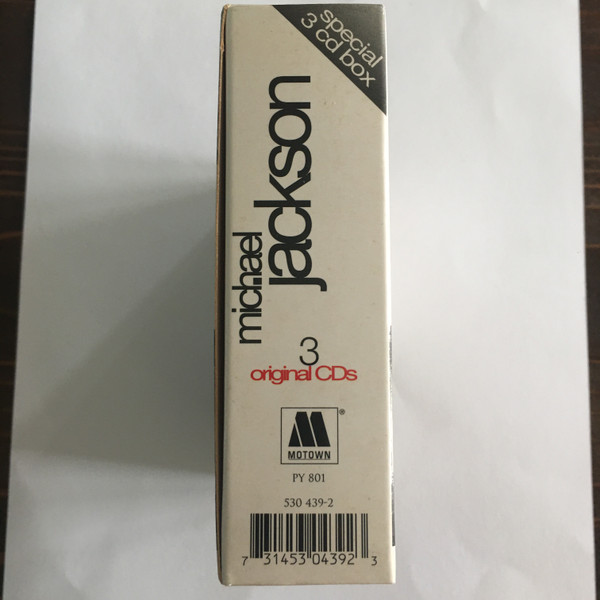 special
3 cd box
michael
jackson
3
original CDs
®
MOTOWN
PY 801
530 439-2
7 31453 04392 3